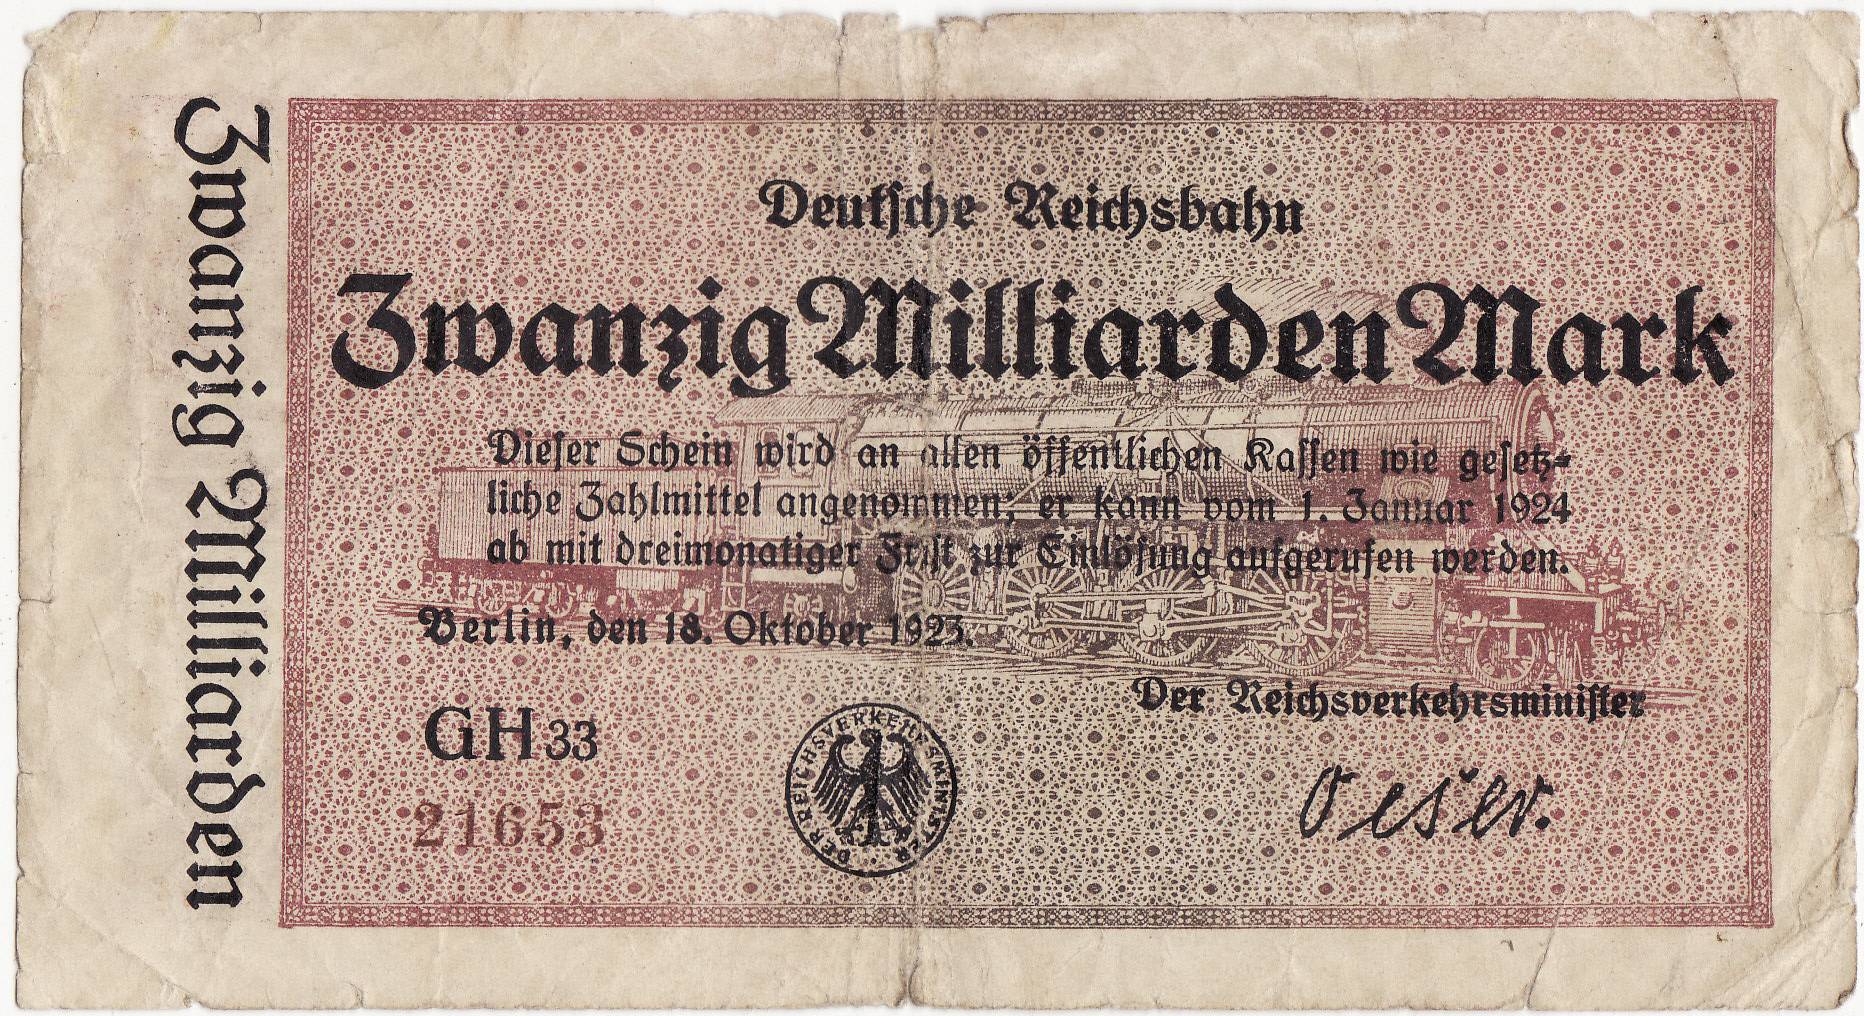 Zwanzig Milliarden
Deutsche Reichsbahn
Zwanzig Milliarden Mark
Dieser Schein wird an allen öffentlichen Kassen wie gesetz-
liche Zahlmittel angenommen; er kann vom 1. Januar 1924
ab mit dreimonatiger Frist zur Einlösung aufgerufen werden.
Berlin, den 18. Oktober 1923.
Der Reichsverkehrsminister
GH 33
DER REICHSVERKEHRSMINISTER
Oeser.
21653